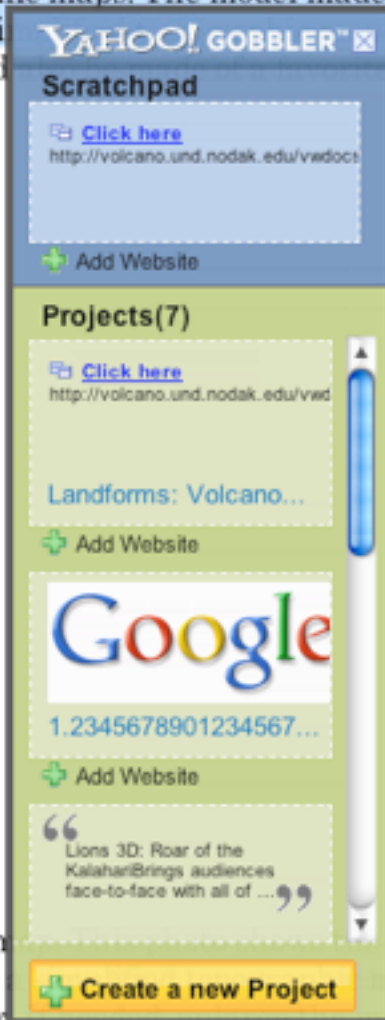 YAHOO! GOBBLER™
Scratchpad
Click here
http://volcano.und.nodak.edu/vwdocs
Add Website
Projects(7)
Click here
http://volcano.und.nodak.edu/vwd
Landforms: Volcano...
Add Website
Google
1.2345678901234567...
Add Website
“Lions 3D: Roar of the
KalahariBrings audiences
face-to-face with all of ...”
Create a new Project